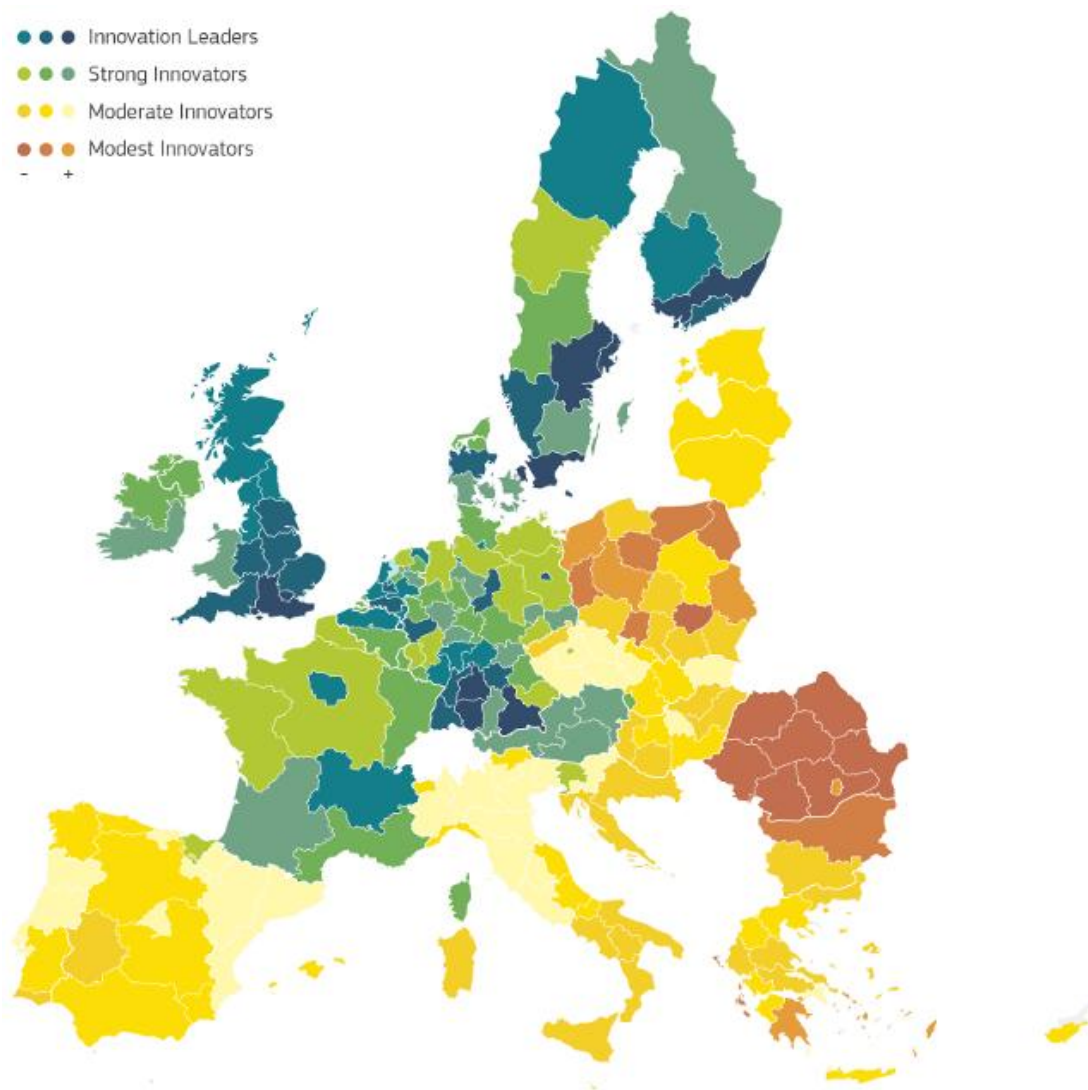 Innovation Leaders
Strong Innovators
Moderate Innovators
Modest Innovators
- +